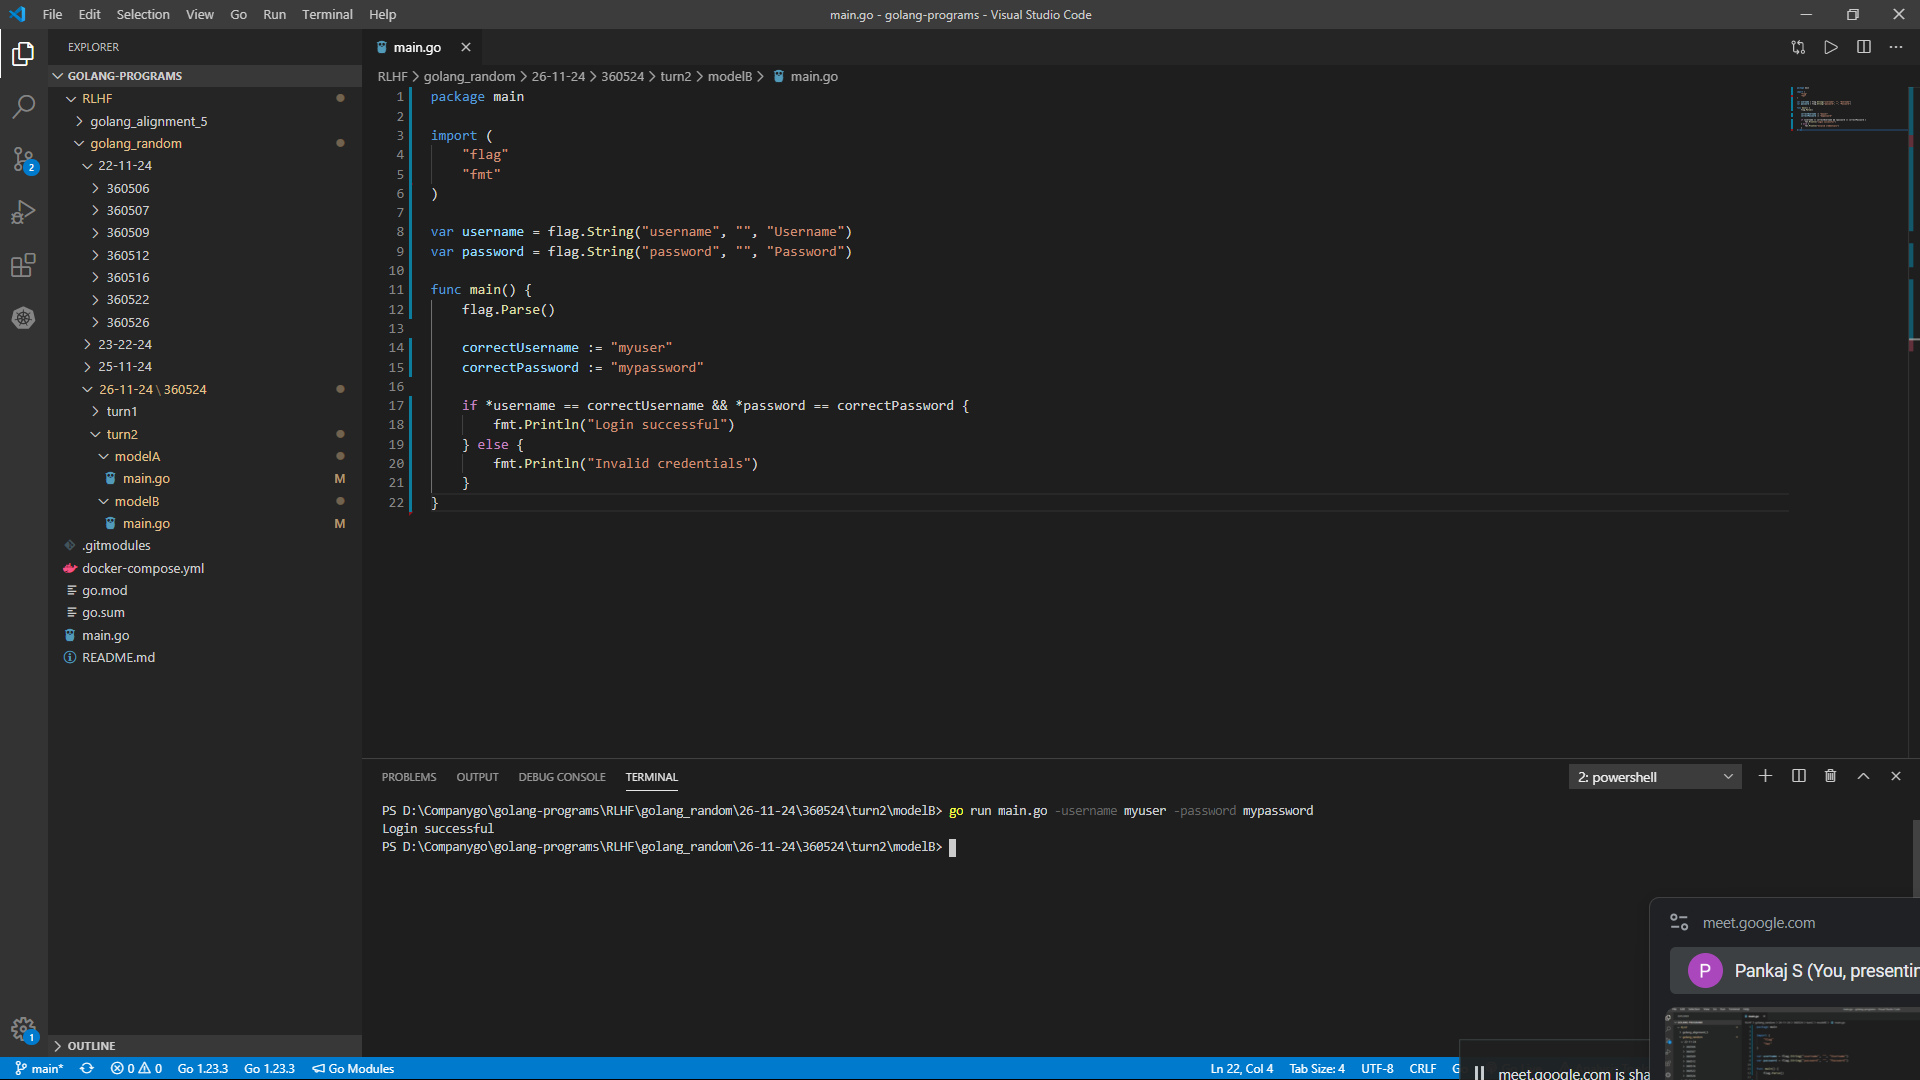 File Edit Selection View Go Run Terminal Help
main.go - golang-programs - Visual Studio Code
EXPLORER
GOLANG-PROGRAMS
RLHF
golang_alignment_5
golang_random
22-11-24
360506
360507
360509
360512
360516
360522
360526
23-22-24
25-11-24
26-11-24 \ 360524
turn1
turn2
modelA
main.go M
modelB
main.go M
.gitmodules
docker-compose.yml
go.mod
go.sum
main.go
README.md
OUTLINE
2
1
main.go
RLHF > golang_random > 26-11-24 > 360524 > turn2 > modelB > main.go
1 package main
2
3 import (
4 "flag"
5 "fmt"
6 )
7
8 var username = flag.String("username", "", "Username")
9 var password = flag.String("password", "", "Password")
10
11 func main() {
12 flag.Parse()
13
14 correctUsername := "myuser"
15 correctPassword := "mypassword"
16
17 if *username == correctUsername && *password == correctPassword {
18 fmt.Println("Login successful")
19 } else {
20 fmt.Println("Invalid credentials")
21 }
22 }
PROBLEMS OUTPUT DEBUG CONSOLE TERMINAL
2: powershell
PS D:\Companygo\golang-programs\RLHF\golang_random\26-11-24\360524\turn2\modelB> go run main.go -username myuser -password mypassword
Login successful
PS D:\Companygo\golang-programs\RLHF\golang_random\26-11-24\360524\turn2\modelB>
meet.google.com
P Pankaj S (You, presentin
meet.google.com is sha
main* 0 0 Go 1.23.3 Go 1.23.3 Go Modules
Ln 22, Col 4 Tab Size: 4 UTF-8 CRLF G